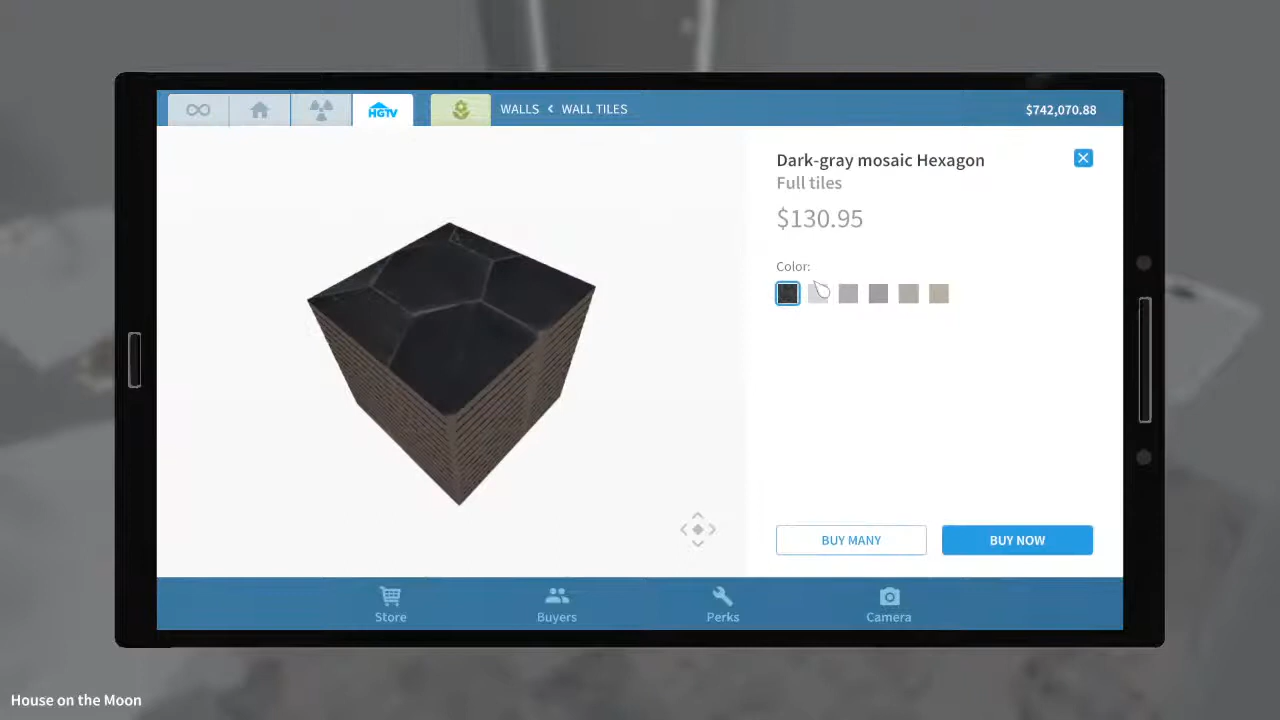 HGTV
WALLS < WALL TILES
$742,070.88
Dark-gray mosaic Hexagon
Full tiles
$130.95
Color:
BUY MANY
BUY NOW
Store
Buyers
Perks
Camera
House on the Moon